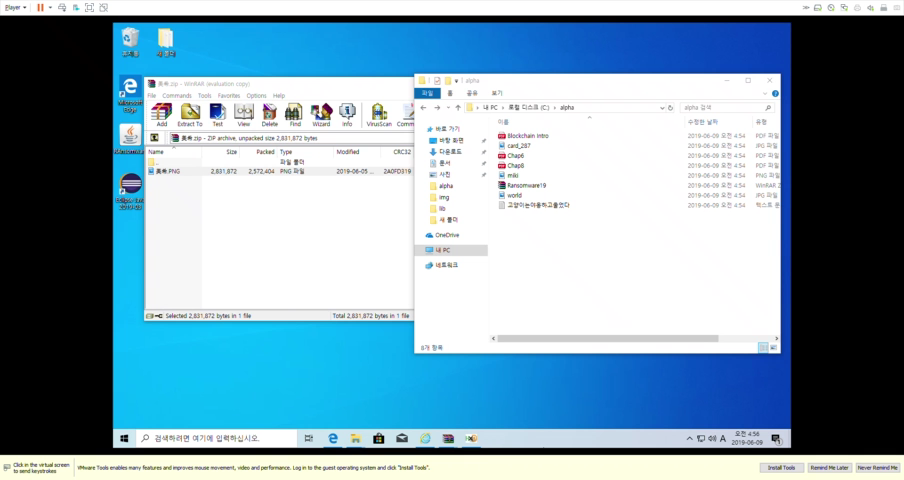 Player
휴지통
새 폴더
Microsoft Edge
美希.zip - WinRAR (evaluation copy)
File Commands Tools Favorites Options Help
Add Extract To Test View Delete Find Wizard Info VirusScan
美希.zip - ZIP archive, unpacked size 2,831,872 bytes
Name Size Packed Type Modified CRC32
.. 파일 폴더
美希.PNG 2,831,872 2,572,404 PNG 파일 2019-06-05 ... 2A0FD319
Selected 2,831,872 bytes in 1 file
Total 2,831,872 bytes in 1 file
alpha
파일 홈 공유 보기
내 PC > 로컬 디스크 (C:) > alpha
alpha 검색
이름 수정한 날짜 유형
바로 가기
바탕 화면
다운로드
문서
사진
alpha
img
lib
새 폴더
OneDrive
내 PC
네트워크
Blockchain Intro 2019-06-09 오전 4:54 PDF 파일
card_287 2019-06-09 오전 4:54 JPG 파일
Chap6 2019-06-09 오전 4:54 PDF 파일
Chap8 2019-06-09 오전 4:54 PDF 파일
miki 2019-06-09 오전 4:54 PNG 파일
Ransomware19 2019-06-09 오전 4:54 WinRAR
world 2019-06-09 오전 4:54 JPG 파일
고양이는야옹하고울었다 2019-06-09 오전 4:54 텍스트
8개 항목
검색하려면 여기에 입력하십시오.
A
오전 4:56
2019-06-09
Click in the virtual screen
to send keystrokes
VMware Tools enables many features and improves mouse movement, video and performance. Log in to the guest operating system and click "Install Tools".
Install Tools Remind Me Later Never Remind Me